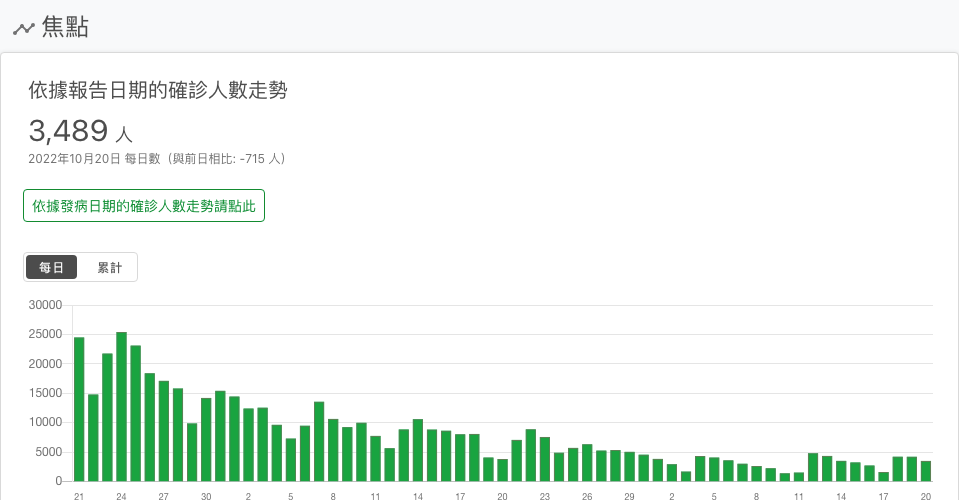 焦點
依據報告日期的確診人數走勢
3,489 人
2022年10月20日 每日數（與前日相比: -715 人）
依據發病日期的確診人數走勢請點此
每日 累計
30000
25000
20000
15000
10000
5000
0
21 24 27 30 2 5 8 11 14 17 20 23 26 29 2 5 8 11 14 17 20